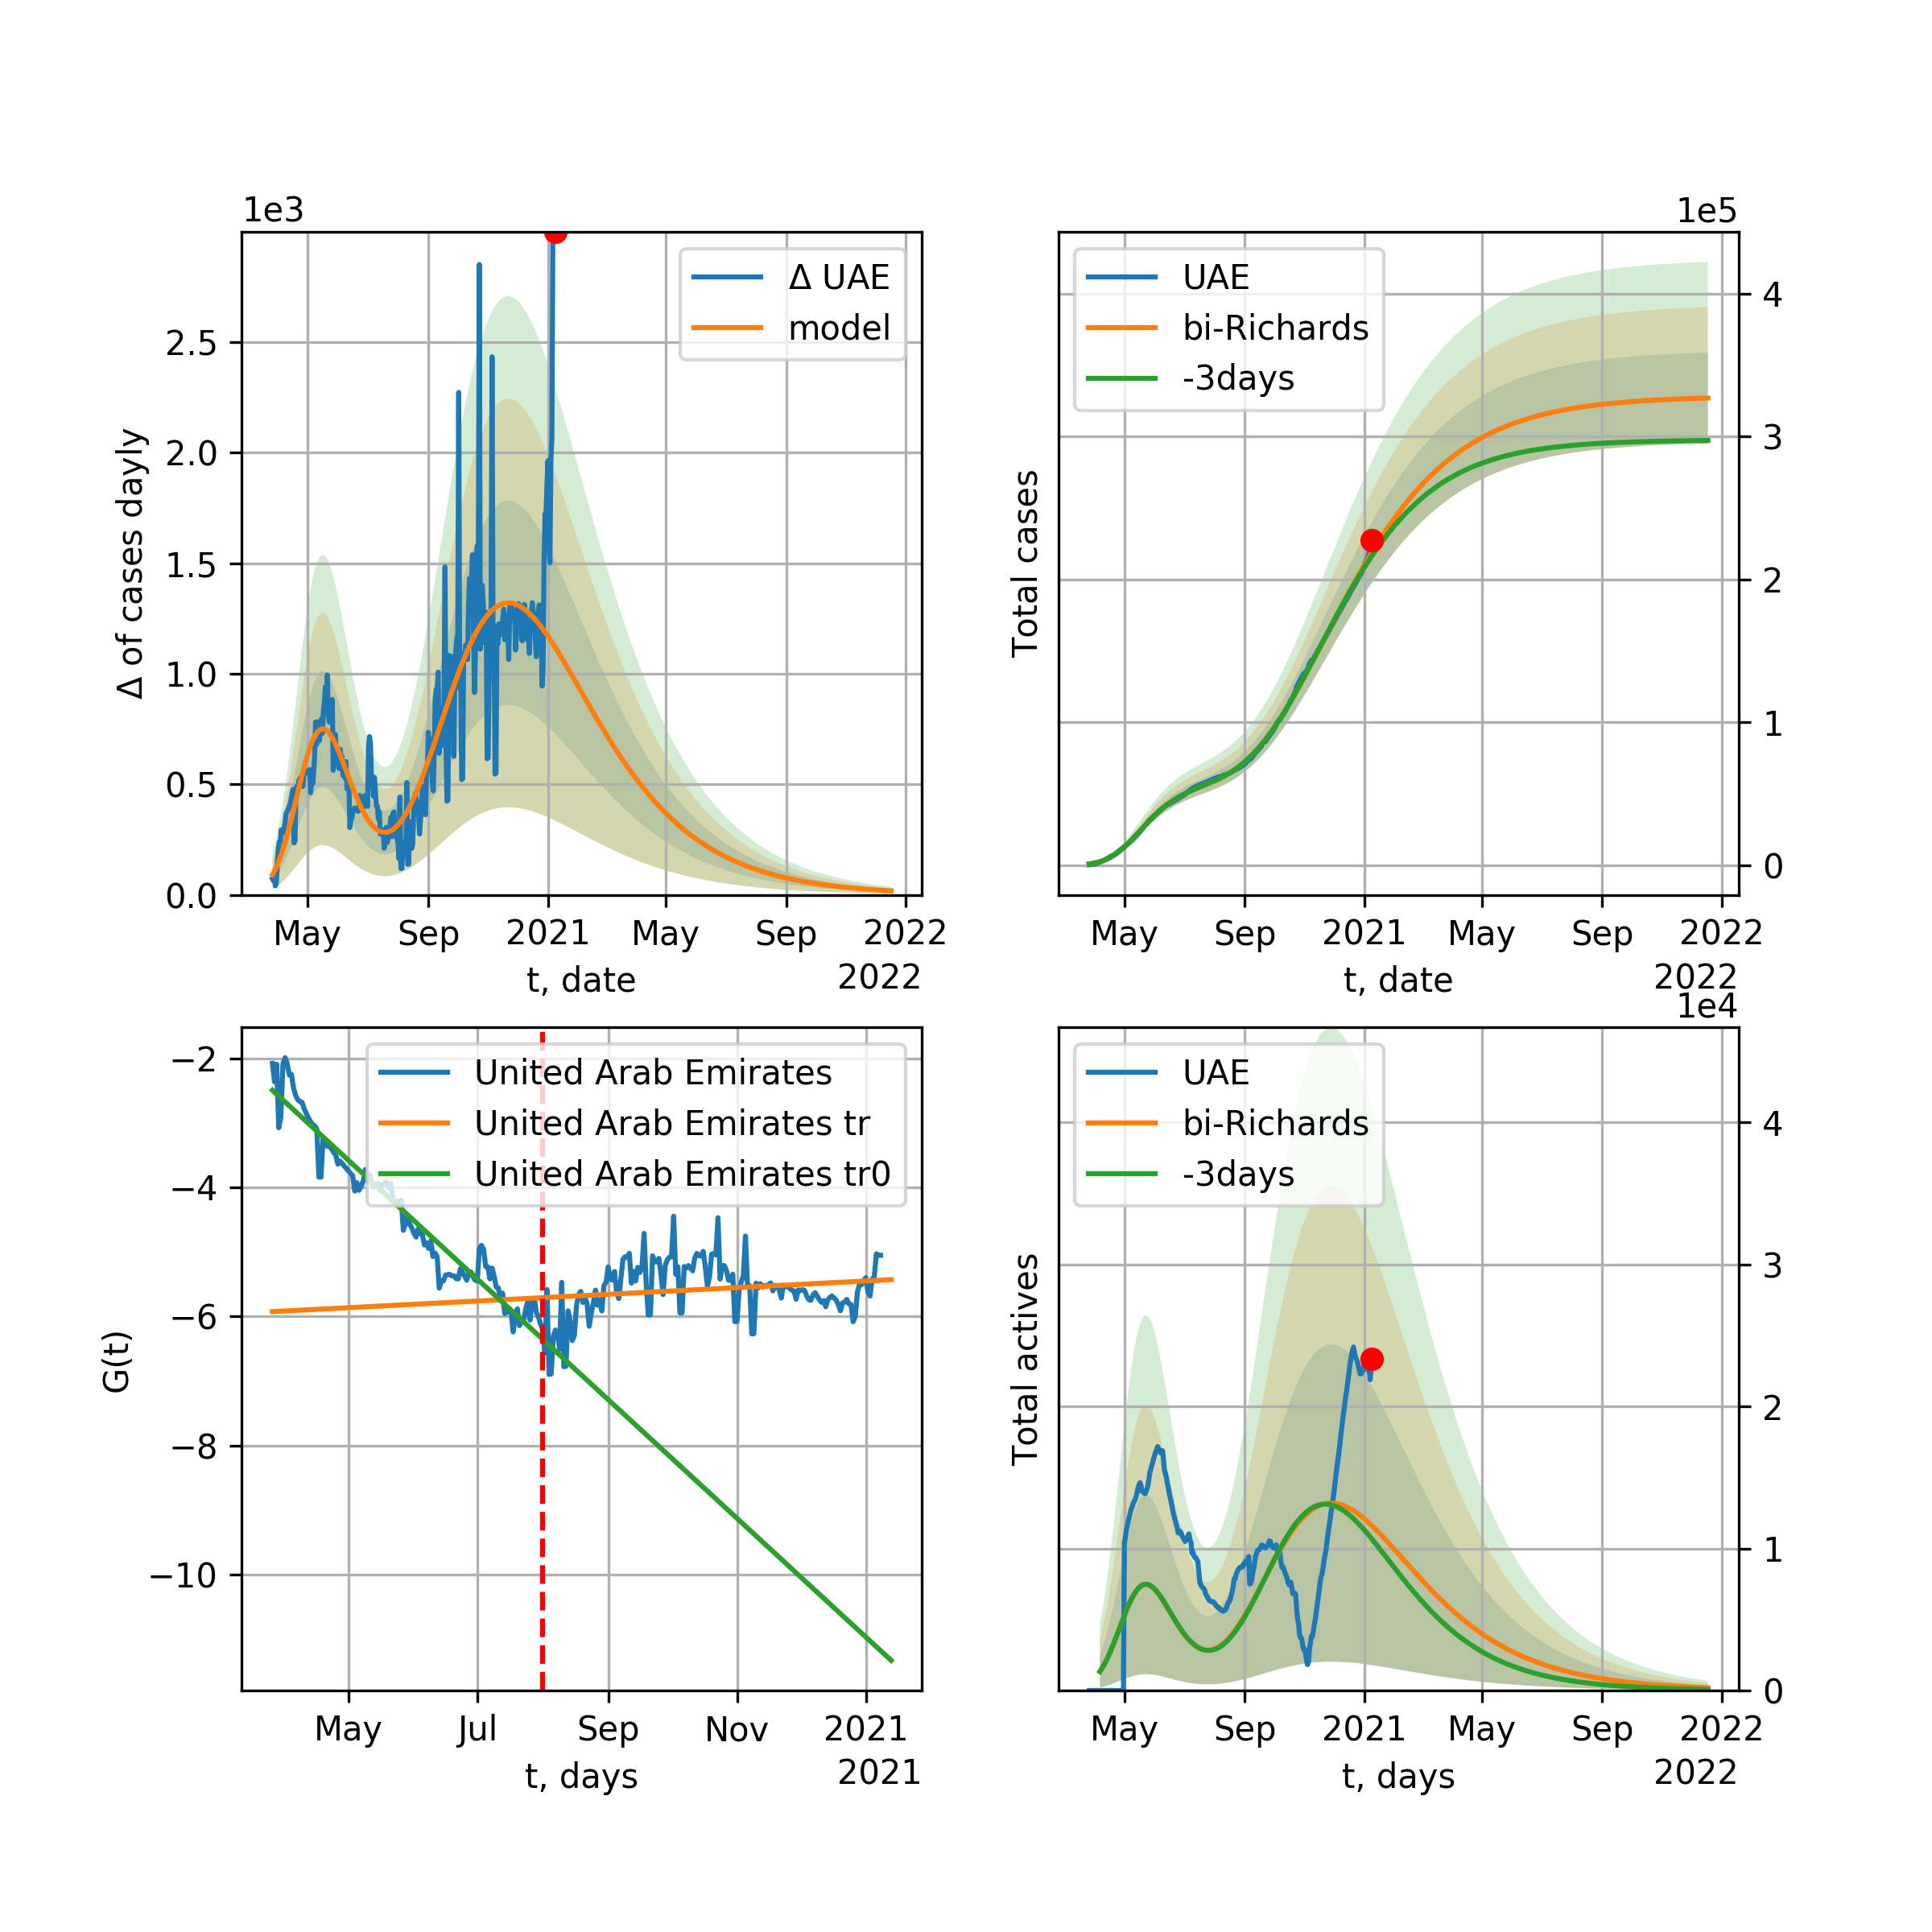 1e3
Δ of cases dayly
2.5
2.0
1.5
1.0
0.5
0.0
Δ UAE
model
May Sep 2021 May Sep 2022
t, date
2022
1e5
Total cases
UAE
bi-Richards
-3days
4
3
2
1
0
May Sep 2021 May Sep 2022
t, date
2022
G(t)
−2
−4
−6
−8
−10
United Arab Emirates
United Arab Emirates tr
United Arab Emirates tr0
May Jul Sep Nov 2021
t, days
2021
1e4
Total actives
UAE
bi-Richards
-3days
4
3
2
1
0
May Sep 2021 May Sep 2022
t, days
2022